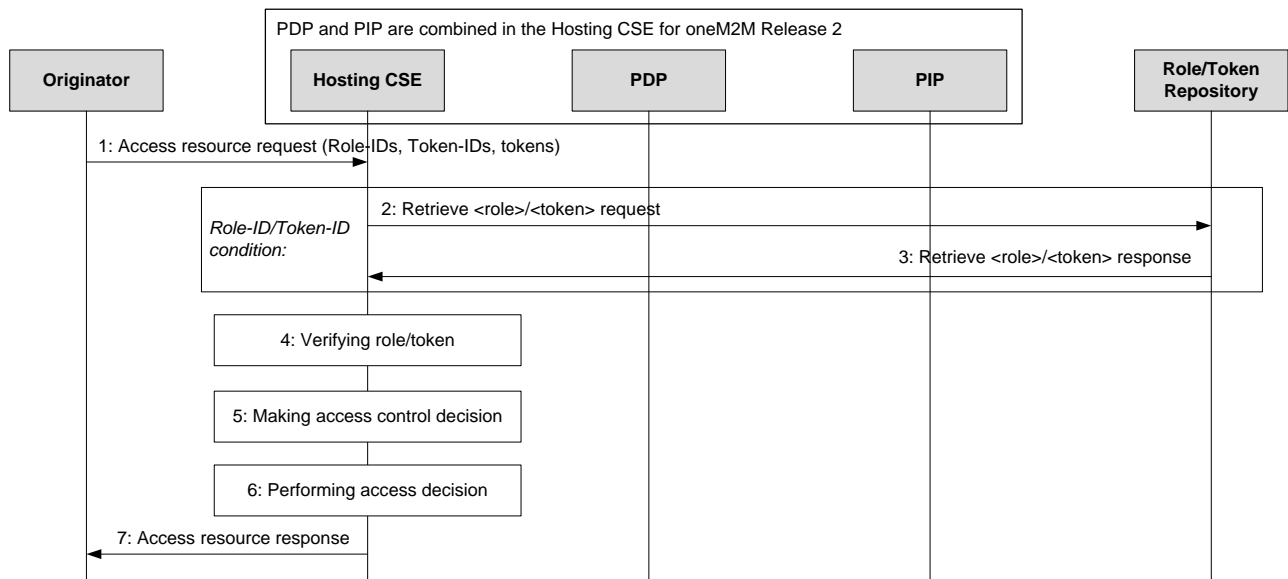 PDP and PIP are combined in the Hosting CSE for oneM2M Release 2
Originator
Hosting CSE
PDP
PIP
Role/Token
Repository
1: Access resource request (Role-IDs, Token-IDs, tokens)
Role-ID/Token-ID
condition:
2: Retrieve <role>/<token> request
3: Retrieve <role>/<token> response
4: Verifying role/token
5: Making access control decision
6: Performing access decision
7: Access resource response